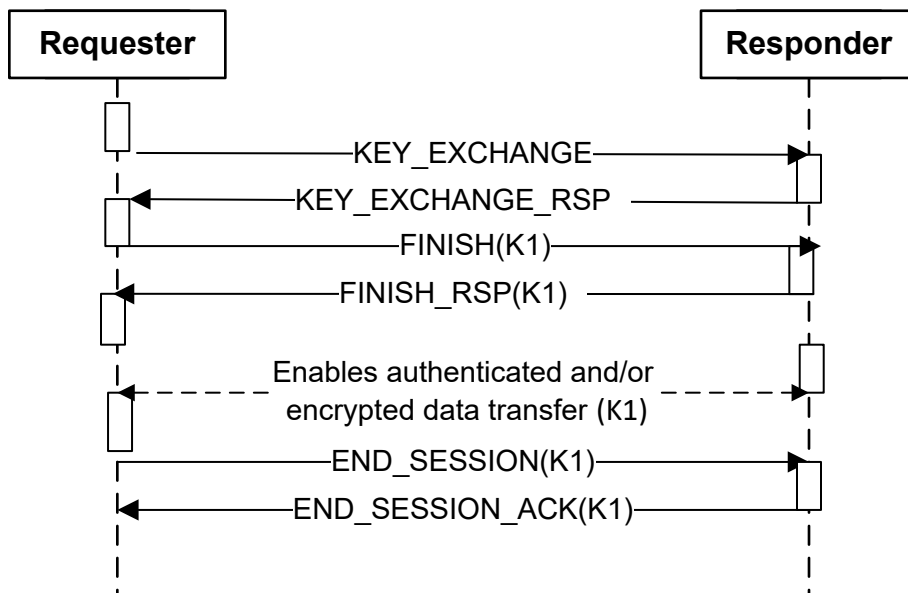 Requester
Responder
KEY_EXCHANGE
KEY_EXCHANGE_RSP
FINISH(K1)
FINISH_RSP(K1)
Enables authenticated and/or
encrypted data transfer (K1)
END_SESSION(K1)
END_SESSION_ACK(K1)